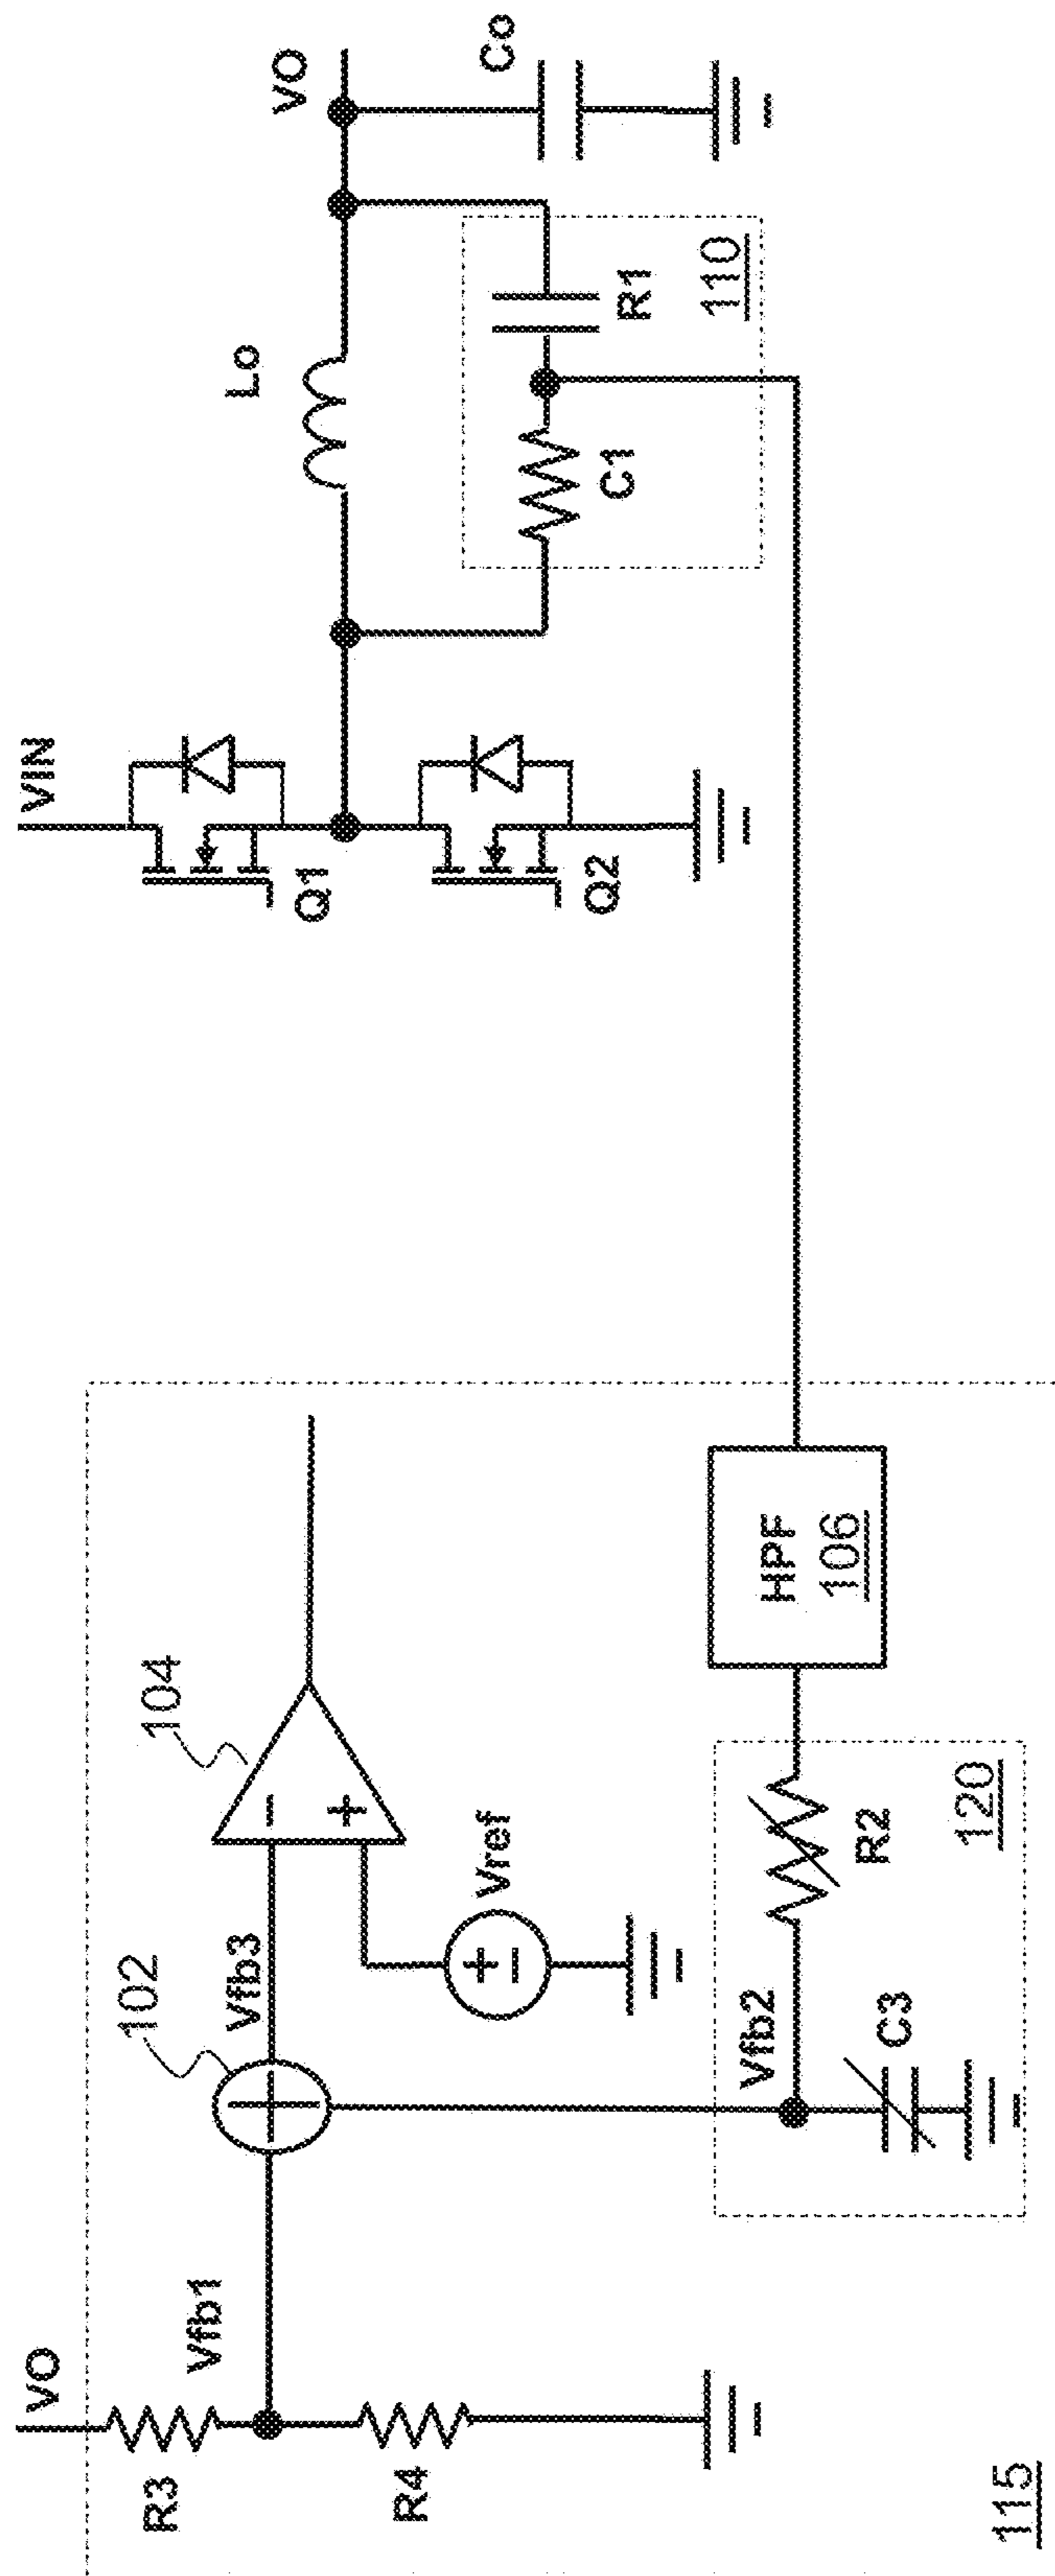 VO
R3
Vfb1
R4
115
102
Vfb3
104
−
+
Vref
+
−
Vfb2
C3
R2
120
HPF
106
VIN
Q1
Q2
Lo
C1
R1
110
VO
Co